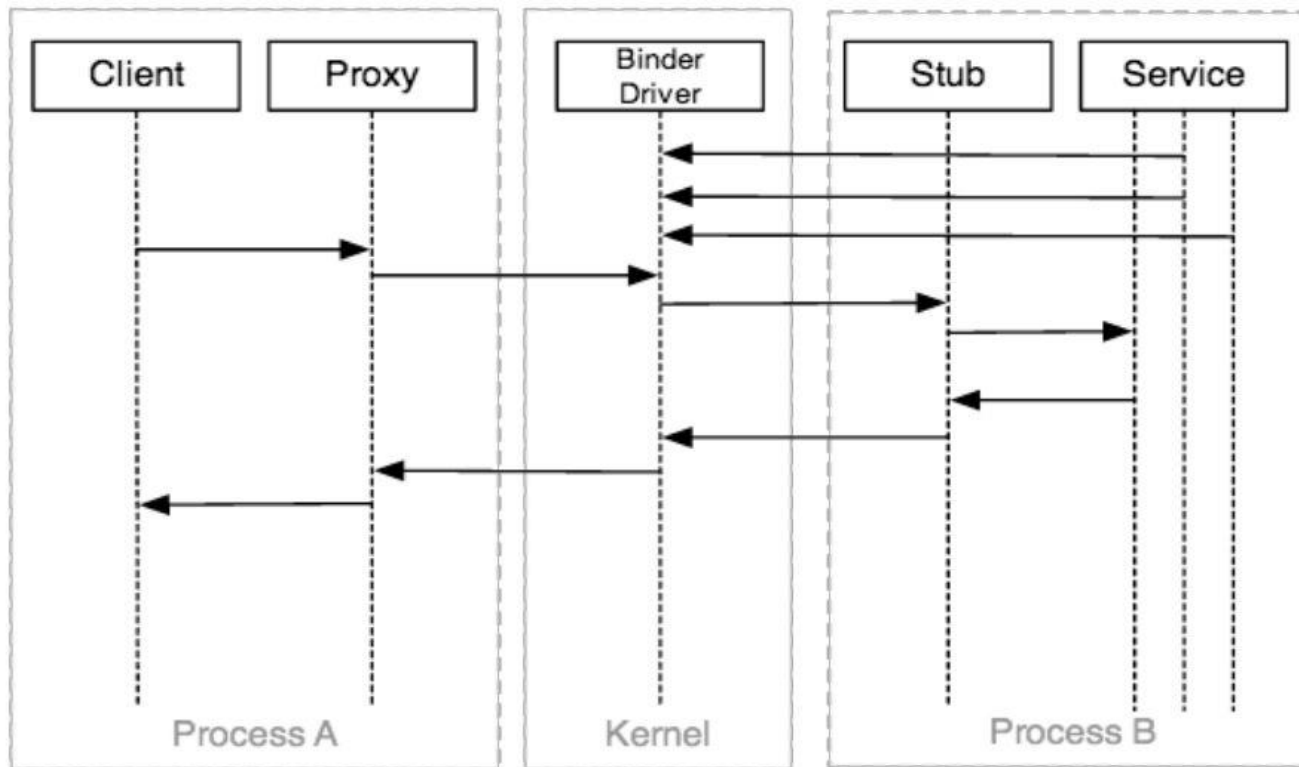 Client
Proxy
Binder
Driver
Stub
Service
Process A
Kernel
Process B